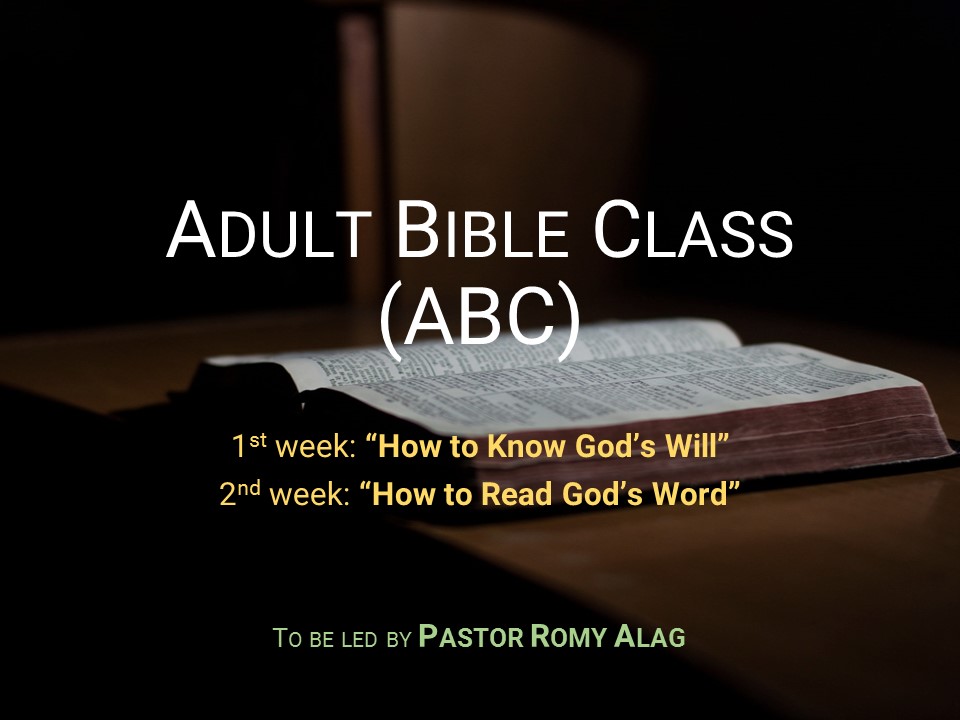 ADULT BIBLE CLASS
(ABC)
1st week: “How to Know God’s Will”
2nd week: “How to Read God’s Word”
TO BE LED BY PASTOR ROMY ALAG